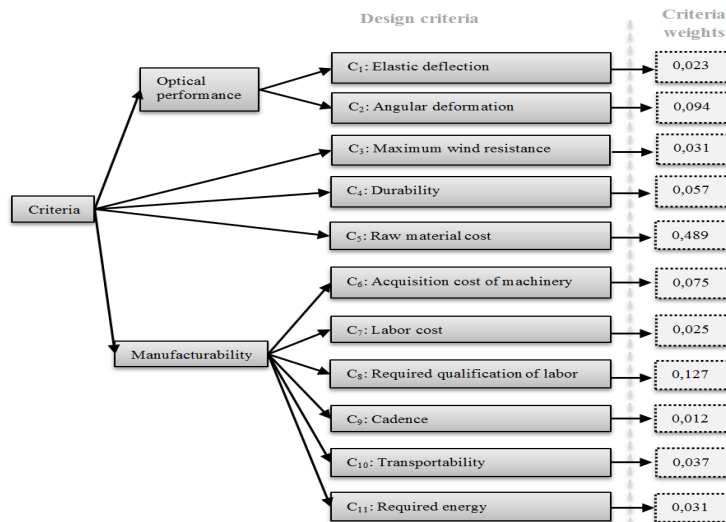 Design criteria
Criteria
weights
Optical
performance
C₁: Elastic deflection
0,023
C₂: Angular deformation
0,094
C₃: Maximum wind resistance
0,031
C₄: Durability
0,057
Criteria
C₅: Raw material cost
0,489
C₆: Acquisition cost of machinery
0,075
C₇: Labor cost
0,025
Manufacturability
C₈: Required qualification of labor
0,127
C₉: Cadence
0,012
C₁₀: Transportability
0,037
C₁₁: Required energy
0,031